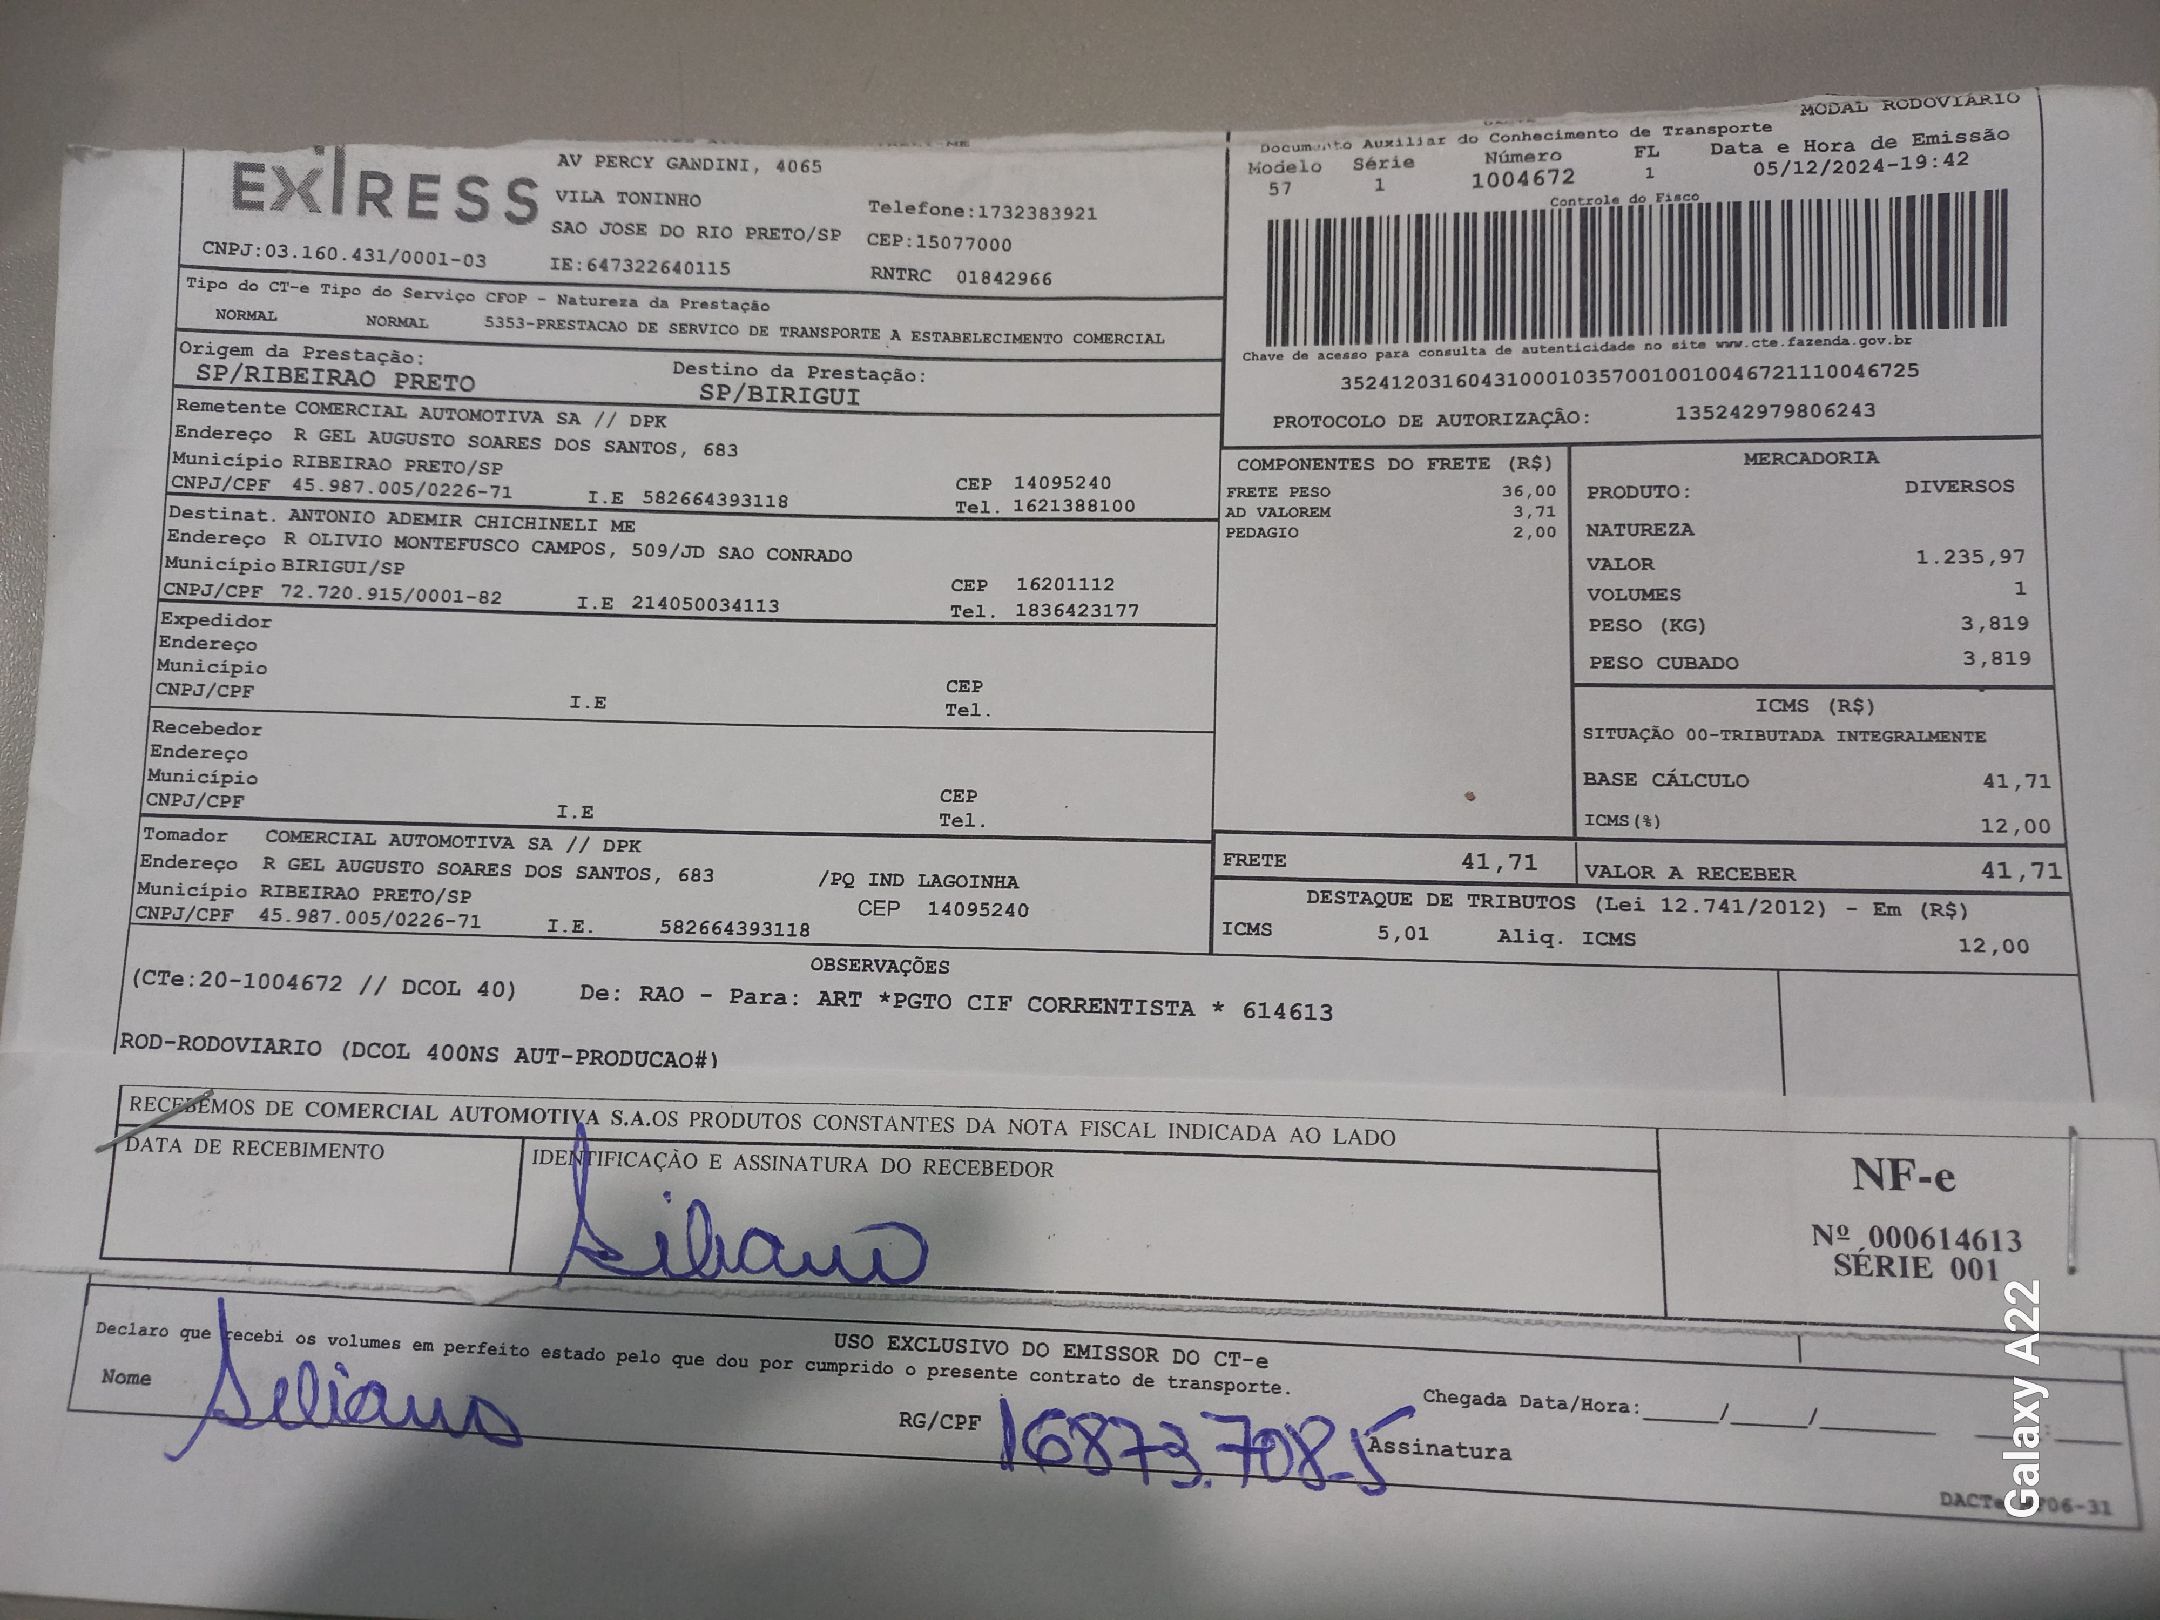 MODAL RODOVIÁRIO
EXTRESS
AV PERCY GANDINI, 4065
VILA TONINHO
Telefone:1732383921
SAO JOSE DO RIO PRETO/SP CEP:15077000
CNPJ:03.160.431/0001-03 IE:647322640115 RNTRC 01842966
Documento Auxiliar do Conhecimento de Transporte
Modelo Série Número FL Data e Hora de Emissão
57 1 1004672 1 05/12/2024-19:42
Controle do Fisco
Chave de acesso para consulta de autenticidade no site www.cte.fazenda.gov.br
35241203160431000103570010010046721110046725
PROTOCOLO DE AUTORIZAÇÃO: 135242979806243
Tipo do CT-e Tipo do Serviço CFOP - Natureza da Prestação
NORMAL NORMAL 5353-PRESTACAO DE SERVICO DE TRANSPORTE A ESTABELECIMENTO COMERCIAL
Origem da Prestação: Destino da Prestação:
SP/RIBEIRAO PRETO SP/BIRIGUI
Remetente COMERCIAL AUTOMOTIVA SA // DPK
Endereço R GEL AUGUSTO SOARES DOS SANTOS, 683
Município RIBEIRAO PRETO/SP CEP 14095240
CNPJ/CPF 45.987.005/0226-71 I.E 582664393118 Tel. 1621388100
Destinat. ANTONIO ADEMIR CHICHINELI ME
Endereço R OLIVIO MONTEFUSCO CAMPOS, 509/JD SAO CONRADO
Município BIRIGUI/SP CEP 16201112
CNPJ/CPF 72.720.915/0001-82 I.E 214050034113 Tel. 1836423177
Expedidor
Endereço
Município CEP
CNPJ/CPF I.E Tel.
Recebedor
Endereço
Município CEP
CNPJ/CPF I.E Tel.
Tomador COMERCIAL AUTOMOTIVA SA // DPK
Endereço R GEL AUGUSTO SOARES DOS SANTOS, 683 /PQ IND LAGOINHA
Município RIBEIRAO PRETO/SP CEP 14095240
CNPJ/CPF 45.987.005/0226-71 I.E. 582664393118
COMPONENTES DO FRETE (R$)
FRETE PESO 36,00
AD VALOREM 3,71
PEDAGIO 2,00
MERCADORIA
PRODUTO: DIVERSOS
NATUREZA
VALOR 1.235,97
VOLUMES 1
PESO (KG) 3,819
PESO CUBADO 3,819
ICMS (R$)
SITUAÇÃO 00-TRIBUTADA INTEGRALMENTE
BASE CÁLCULO 41,71
ICMS(%) 12,00
FRETE 41,71 VALOR A RECEBER 41,71
DESTAQUE DE TRIBUTOS (Lei 12.741/2012) - Em (R$)
ICMS 5,01 Aliq. ICMS 12,00
OBSERVAÇÕES
(CTe:20-1004672 // DCOL 40) De: RAO - Para: ART *PGTO CIF CORRENTISTA * 614613
ROD-RODOVIARIO (DCOL 400NS AUT-PRODUCAO#)
RECEBEMOS DE COMERCIAL AUTOMOTIVA S.A.OS PRODUTOS CONSTANTES DA NOTA FISCAL INDICADA AO LADO
DATA DE RECEBIMENTO IDENTIFICAÇÃO E ASSINATURA DO RECEBEDOR
NF-e
Nº 000614613
SÉRIE 001
USO EXCLUSIVO DO EMISSOR DO CT-e
Declaro que recebi os volumes em perfeito estado pelo que dou por cumprido o presente contrato de transporte.
Nome RG/CPF 16873.708-5 Assinatura
Chegada Data/Hora:_____/_____/_______ ____:____
Galaxy A22